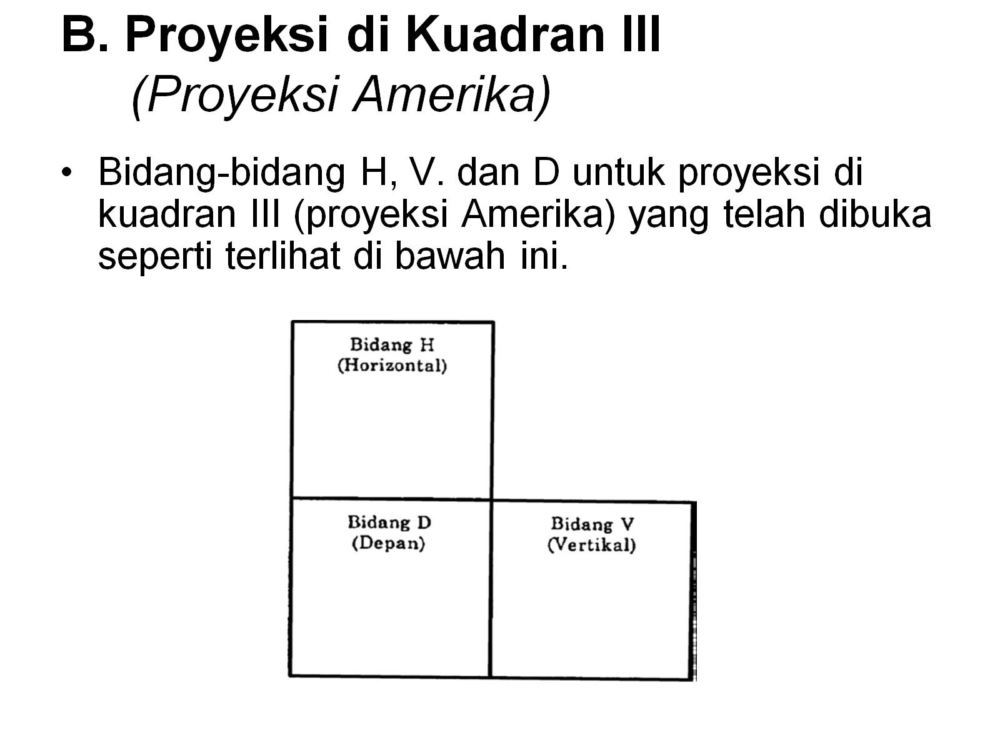 B. Proyeksi di Kuadran III
(Proyeksi Amerika)
• Bidang-bidang H, V. dan D untuk proyeksi di
kuadran III (proyeksi Amerika) yang telah dibuka
seperti terlihat di bawah ini.
Bidang H
(Horizontal)
Bidang D
(Depan)
Bidang V
(Vertikal)